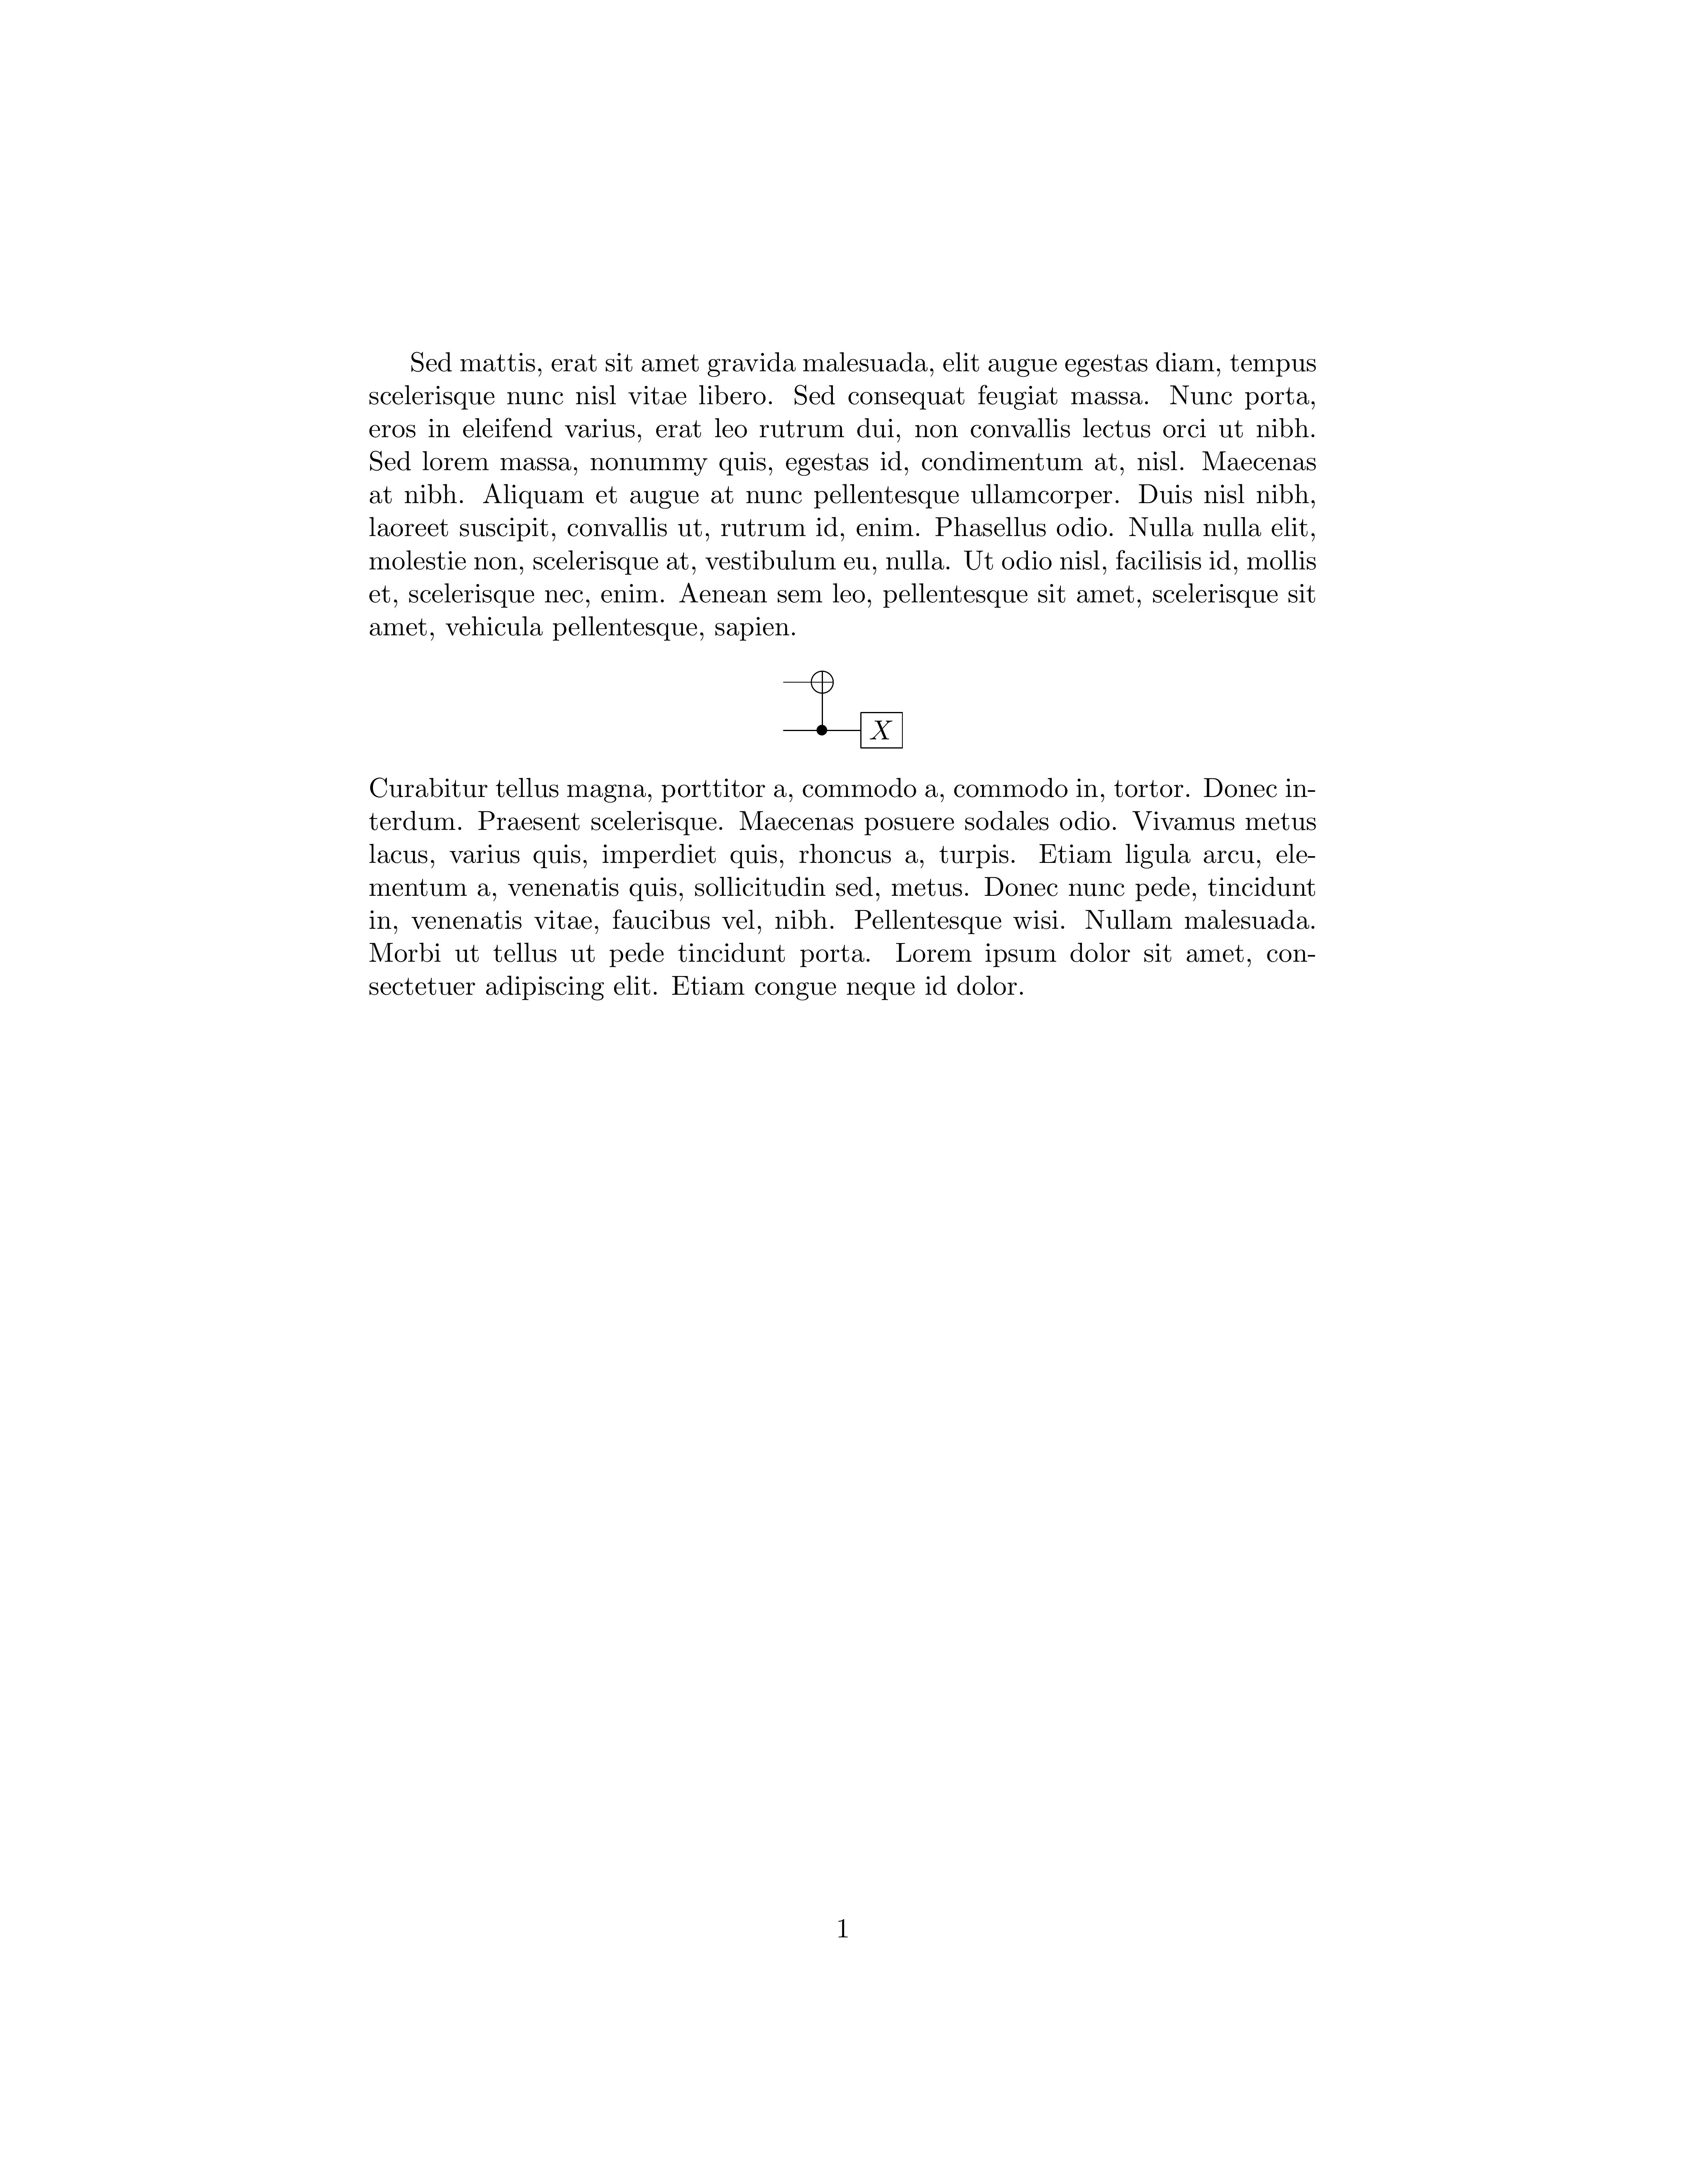 Sed mattis, erat sit amet gravida malesuada, elit augue egestas diam, tempus
scelerisque nunc nisl vitae libero. Sed consequat feugiat massa. Nunc porta,
eros in eleifend varius, erat leo rutrum dui, non convallis lectus orci ut nibh.
Sed lorem massa, nonummy quis, egestas id, condimentum at, nisl. Maecenas
at nibh. Aliquam et augue at nunc pellentesque ullamcorper. Duis nisl nibh,
laoreet suscipit, convallis ut, rutrum id, enim. Phasellus odio. Nulla nulla elit,
molestie non, scelerisque at, vestibulum eu, nulla. Ut odio nisl, facilisis id, mollis
et, scelerisque nec, enim. Aenean sem leo, pellentesque sit amet, scelerisque sit
amet, vehicula pellentesque, sapien.
X
Curabitur tellus magna, porttitor a, commodo a, commodo in, tortor. Donec in-
terdum. Praesent scelerisque. Maecenas posuere sodales odio. Vivamus metus
lacus, varius quis, imperdiet quis, rhoncus a, turpis. Etiam ligula arcu, ele-
mentum a, venenatis quis, sollicitudin sed, metus. Donec nunc pede, tincidunt
in, venenatis vitae, faucibus vel, nibh. Pellentesque wisi. Nullam malesuada.
Morbi ut tellus ut pede tincidunt porta. Lorem ipsum dolor sit amet, con-
sectetuer adipiscing elit. Etiam congue neque id dolor.
1